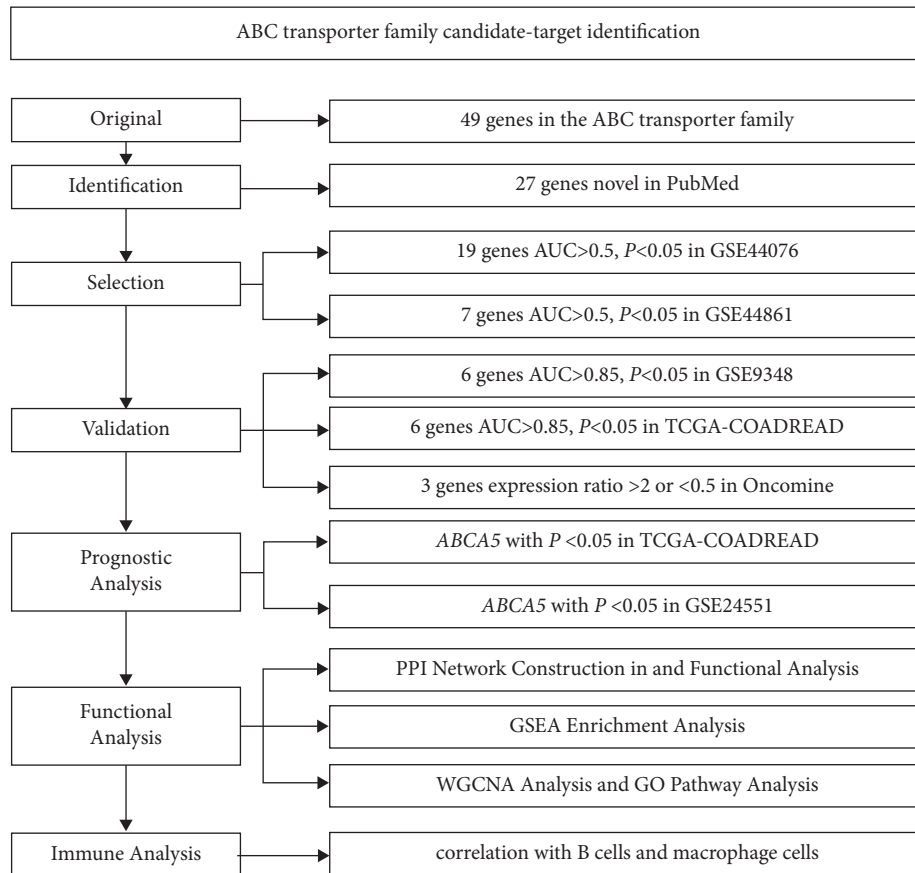 ABC transporter family candidate-target identification
Original
49 genes in the ABC transporter family
Identification
27 genes novel in PubMed
Selection
19 genes AUC>0.5, P<0.05 in GSE44076
7 genes AUC>0.5, P<0.05 in GSE44861
Validation
6 genes AUC>0.85, P<0.05 in GSE9348
6 genes AUC>0.85, P<0.05 in TCGA-COADREAD
3 genes expression ratio >2 or <0.5 in Oncomine
Prognostic
Analysis
ABCA5 with P <0.05 in TCGA-COADREAD
ABCA5 with P <0.05 in GSE24551
Functional
Analysis
PPI Network Construction in and Functional Analysis
GSEA Enrichment Analysis
WGCNA Analysis and GO Pathway Analysis
Immune Analysis
correlation with B cells and macrophage cells